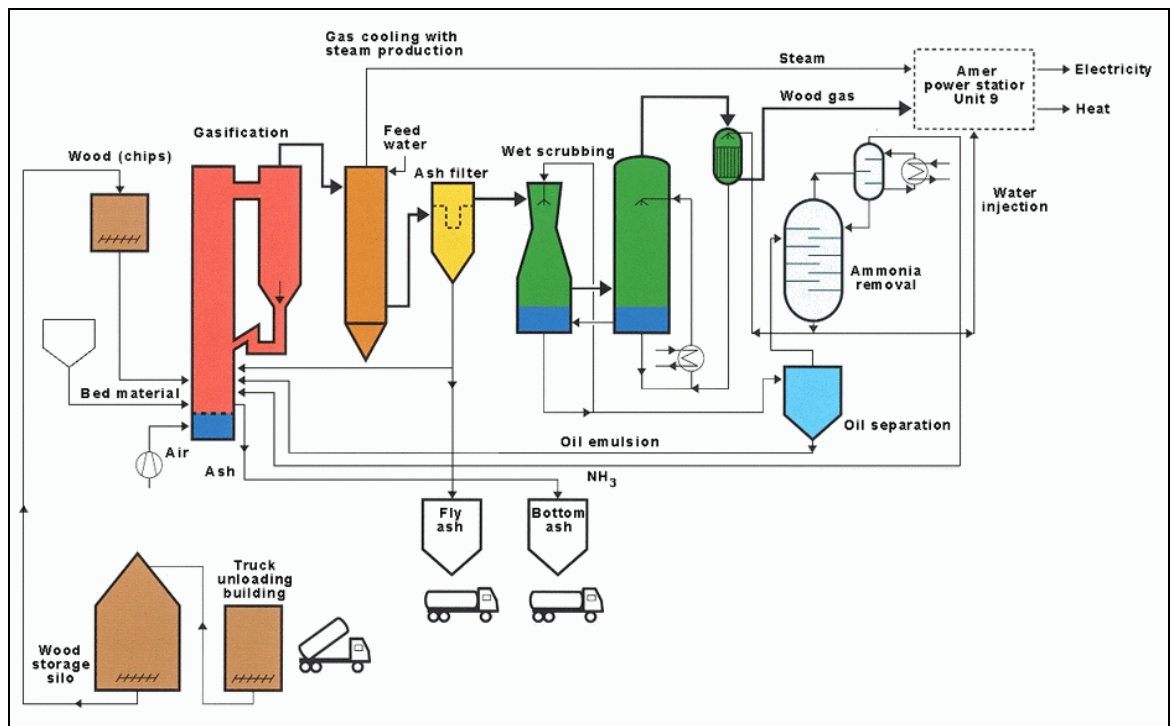 Gas cooling with
steam production
Steam
Amer
power statior
Unit 9
Electricity
Heat
Wood gas
Gasification
Feed
water
Wood (chips)
Ash filter
Wet scrubbing
Water
injection
Ammonia
removal
Bed material
Oil separation
Oil emulsion
Air
Ash
NH3
Fly
ash
Bottom
ash
Truck
unloading
building
Wood
storage
silo